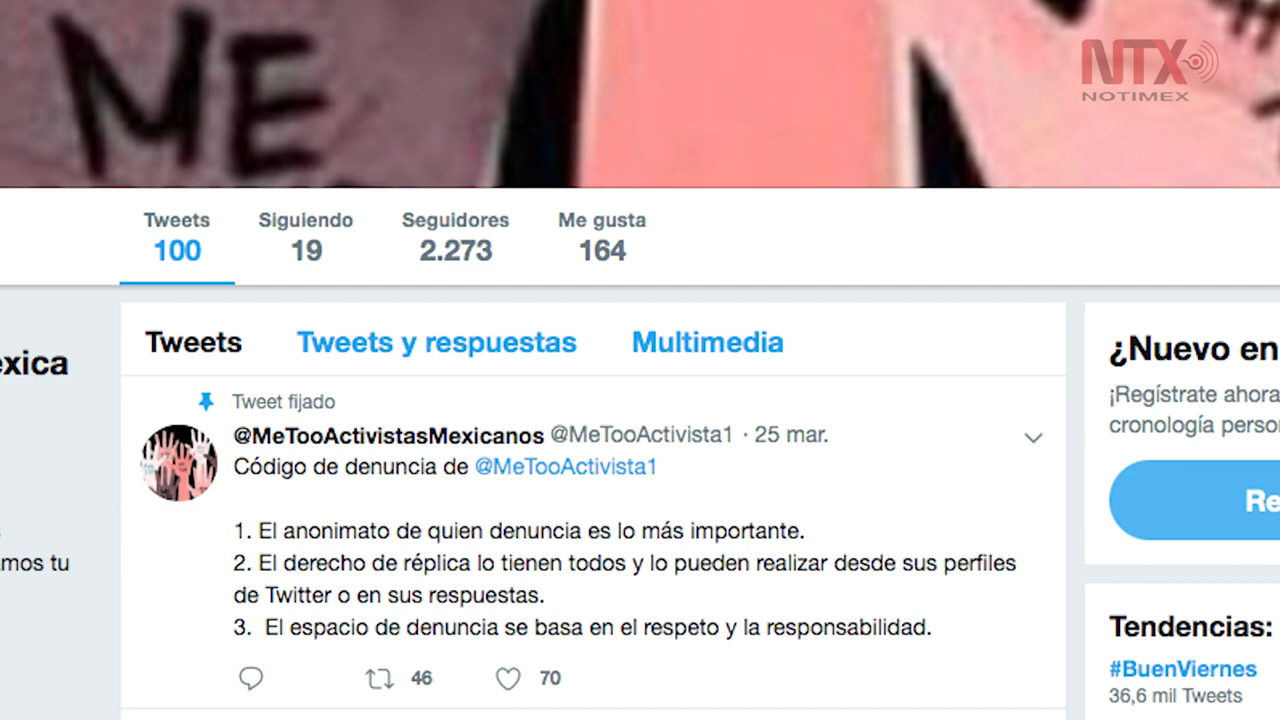 ME
NTX
NOTIMEX
Tweets Siguiendo Seguidores Me gusta
100 19 2.273 164
Tweets Tweets y respuestas Multimedia
Tweet fijado
@MeTooActivistasMexicanos @MeTooActivista1 · 25 mar.
Código de denuncia de @MeTooActivista1
1. El anonimato de quien denuncia es lo más importante.
2. El derecho de réplica lo tienen todos y lo pueden realizar desde sus perfiles
de Twitter o en sus respuestas.
3. El espacio de denuncia se basa en el respeto y la responsabilidad.
46 70
exica
mos tu
¿Nuevo en
¡Regístrate ahora
cronología perso
Re
Tendencias:
#BuenViernes
36,6 mil Tweets